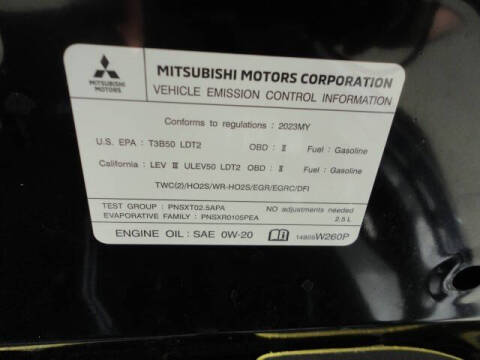 MITSUBISHI MOTORS CORPORATION
MITSUBISHI MOTORS
VEHICLE EMISSION CONTROL INFORMATION
Conforms to regulations : 2023MY
U.S. EPA : T3B50 LDT2 OBD : II Fuel : Gasoline
California : LEV III ULEV50 LDT2 OBD : II Fuel : Gasoline
TWC(2)/HO2S/WR-HO2S/EGR/EGRC/DFI
TEST GROUP : PNSXT02.5APA NO adjustments needed
EVAPORATIVE FAMILY : PNSXR0105PEA 2.5L
ENGINE OIL : SAE 0W-20 14805W260P